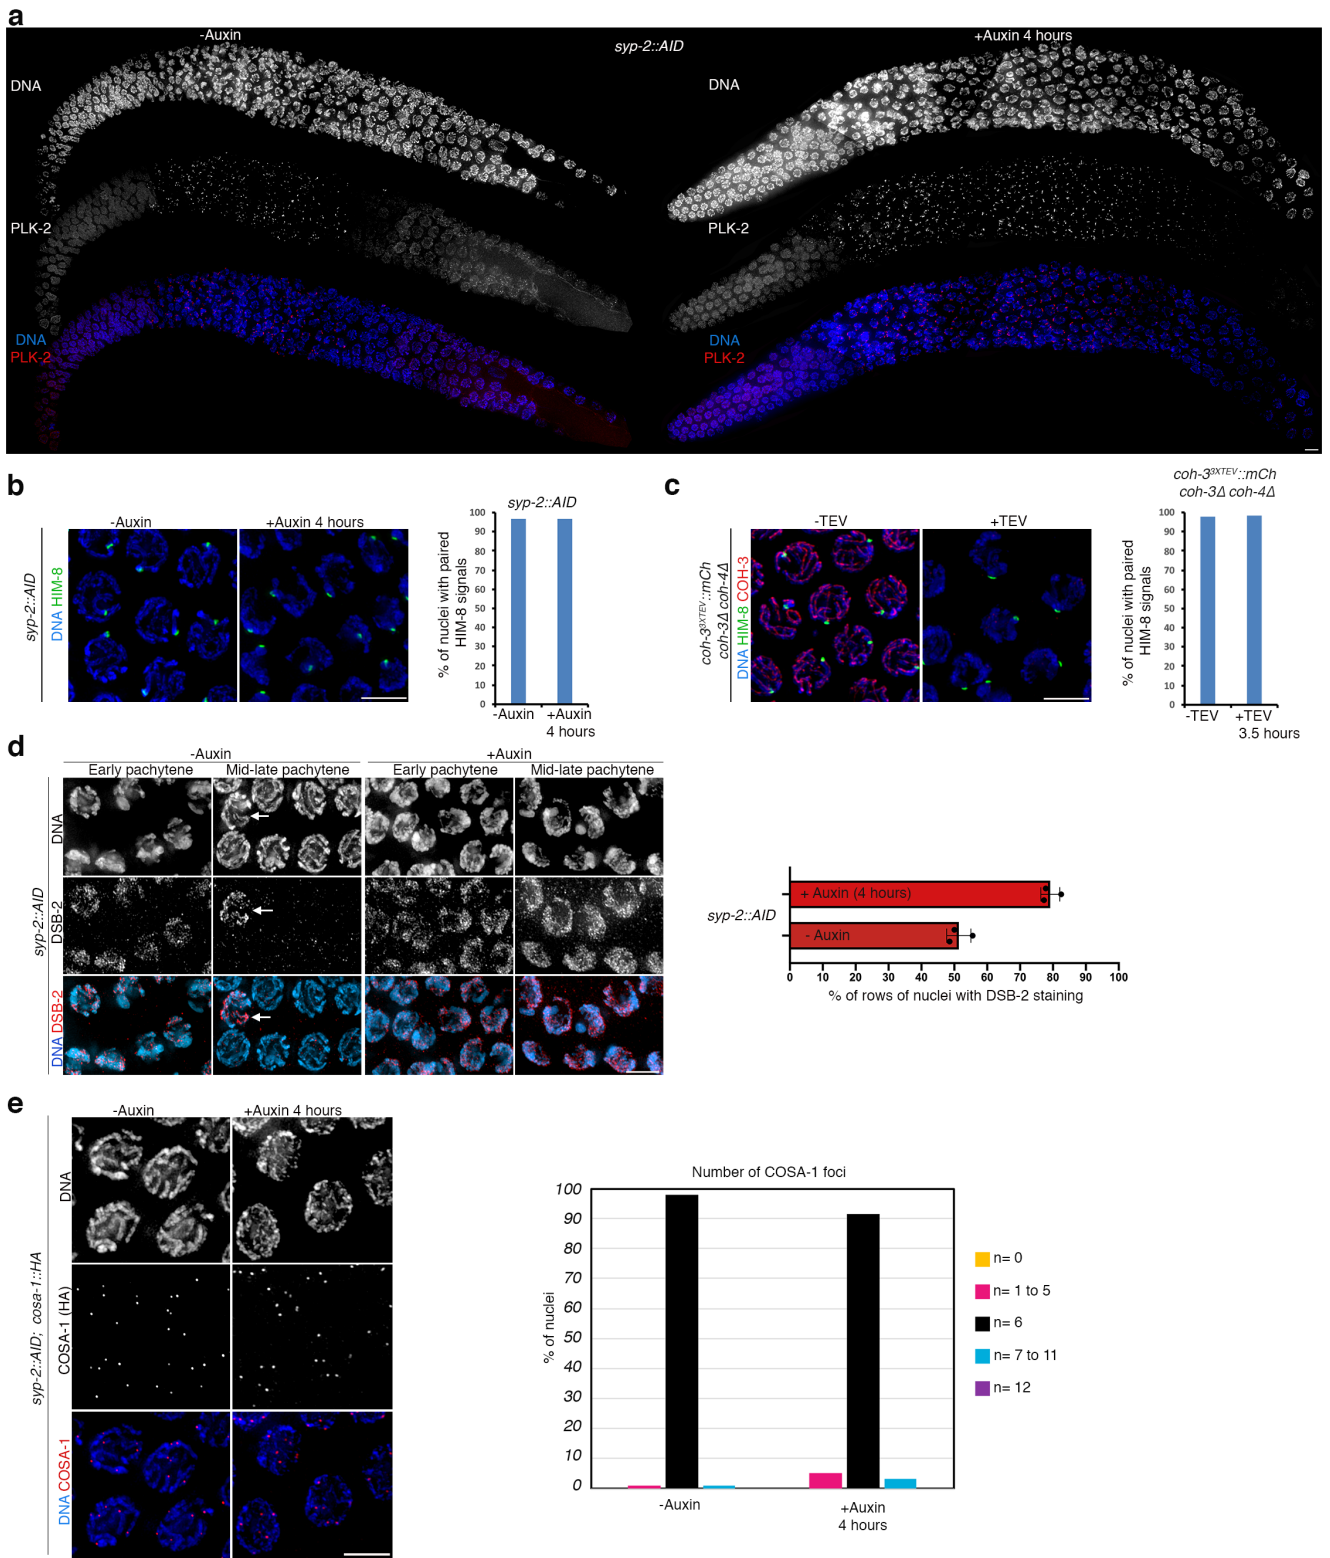 a
-Auxin
syp-2::AID
+Auxin 4 hours
DNA
DNA
PLK-2
PLK-2
DNA
PLK-2
DNA
PLK-2
b
syp-2::AID
DNA HIM-8
-Auxin
+Auxin 4 hours
syp-2::AID
% of nuclei with paired
HIM-8 signals
100
90
80
70
60
50
40
30
20
10
0
-Auxin
+Auxin
4 hours
c
coh-33XTEV::mCh
coh-3Δ coh-4Δ
DNA HIM-8 COH-3
-TEV
+TEV
coh-33XTEV::mCh
coh-3Δ coh-4Δ
% of nuclei with paired
HIM-8 signals
100
90
80
70
60
50
40
30
20
10
0
-TEV
+TEV
3.5 hours
d
-Auxin
+Auxin
Early pachytene
Mid-late pachytene
Early pachytene
Mid-late pachytene
syp-2::AID
DNA
DSB-2
DNA DSB-2
syp-2::AID
+ Auxin (4 hours)
- Auxin
0 10 20 30 40 50 60 70 80 90 100
% of rows of nuclei with DSB-2 staining
e
-Auxin
+Auxin 4 hours
syp-2::AID; cosa-1::HA
DNA
COSA-1 (HA)
DNA COSA-1
Number of COSA-1 foci
% of nuclei
100
90
80
70
60
50
40
30
20
10
0
-Auxin
+Auxin
4 hours
n= 0
n= 1 to 5
n= 6
n= 7 to 11
n= 12